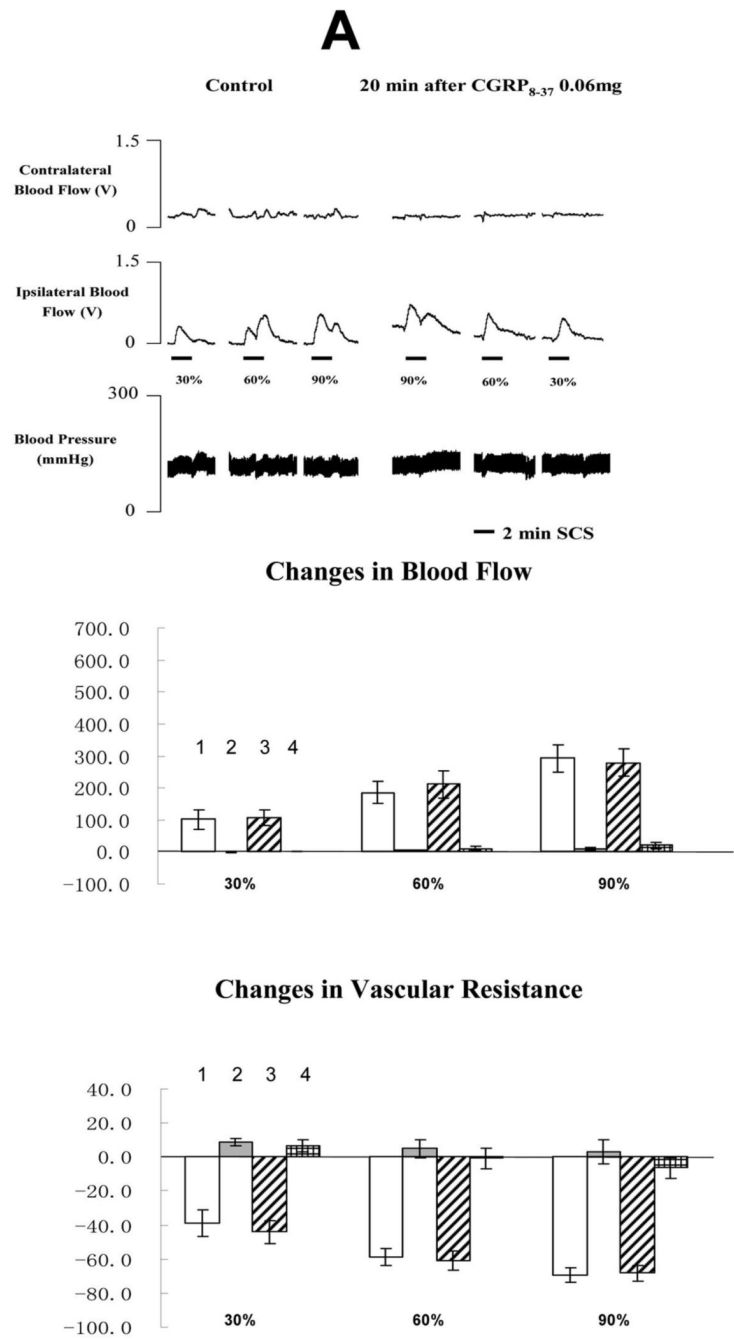 A
Control 20 min after CGRP8-37 0.06mg
1.5
Contralateral
Blood Flow (V)
0
1.5
Ipsilateral Blood
Flow (V)
0
30% 60% 90% 90% 60% 30%
300
Blood Pressure
(mmHg)
0
2 min SCS
Changes in Blood Flow
700.0
600.0
500.0
400.0
300.0
200.0
100.0
0.0
-100.0
1 2 3 4
30% 60% 90%
Changes in Vascular Resistance
1 2 3 4
40.0
20.0
0.0
-20.0
-40.0
-60.0
-80.0
-100.0
30% 60% 90%